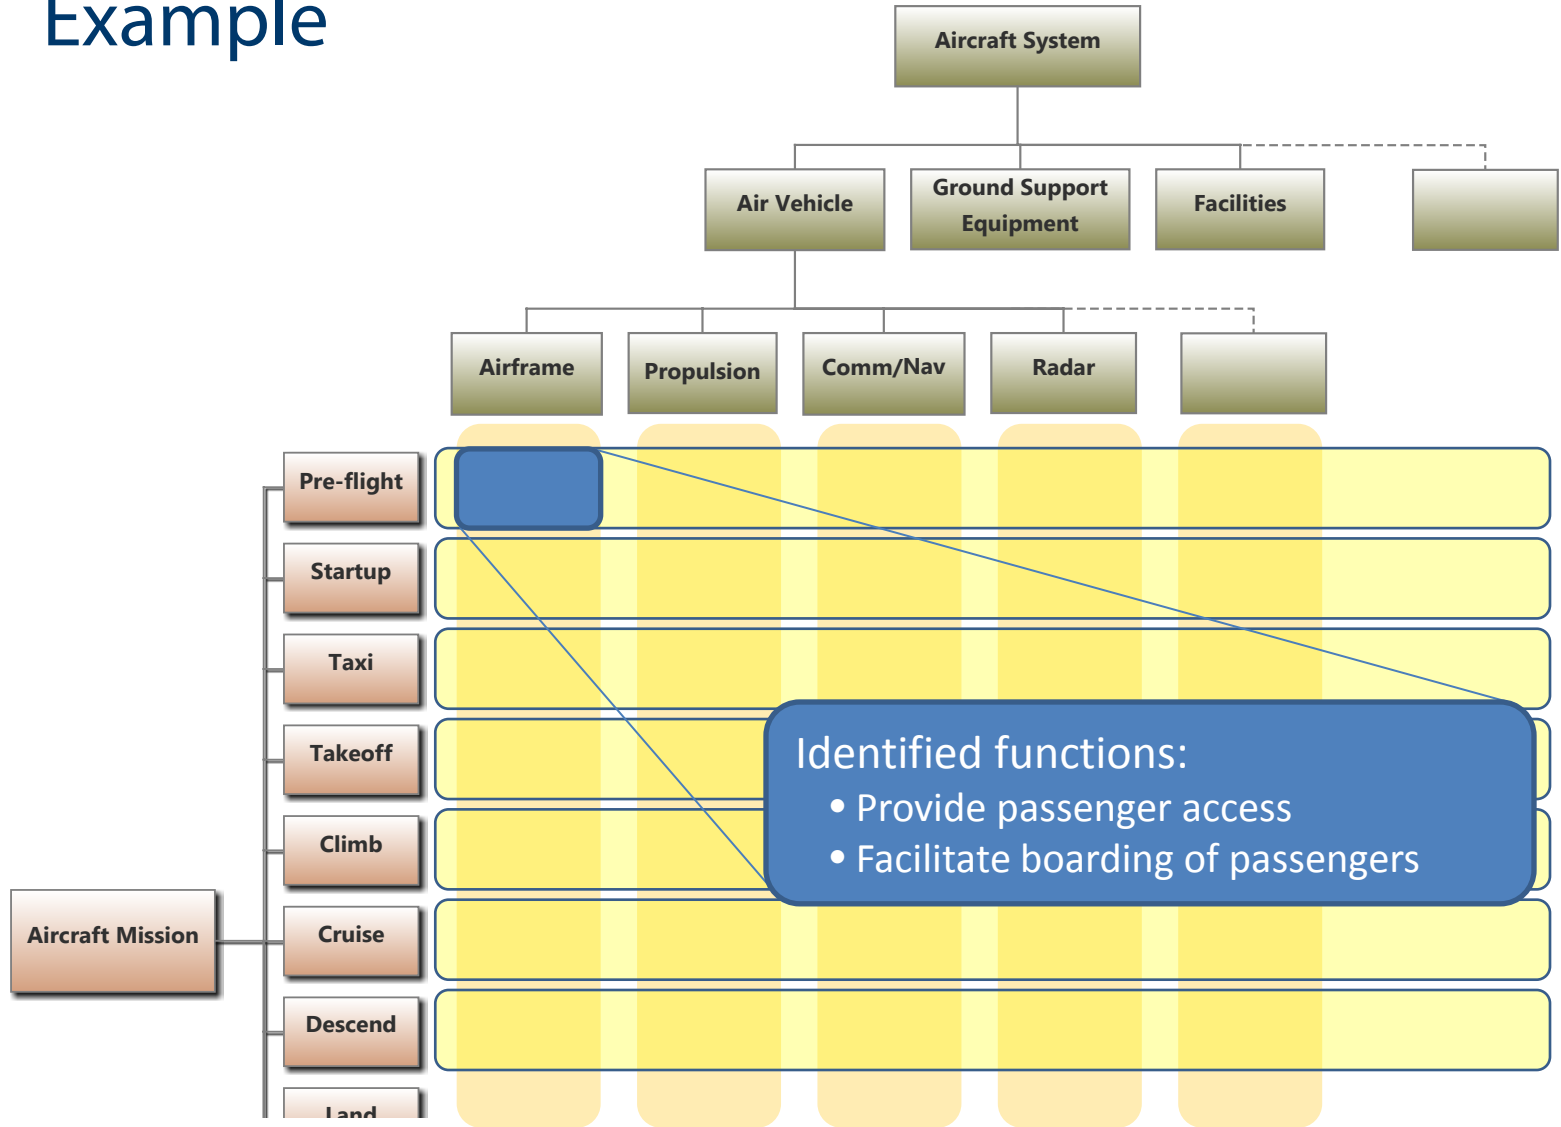 Example
Aircraft System
Air Vehicle
Ground Support
Equipment
Facilities
Airframe
Propulsion
Comm/Nav
Radar
Pre-flight
Startup
Taxi
Takeoff
Identified functions:
• Provide passenger access
• Facilitate boarding of passengers
Climb
Aircraft Mission
Cruise
Descend
Land